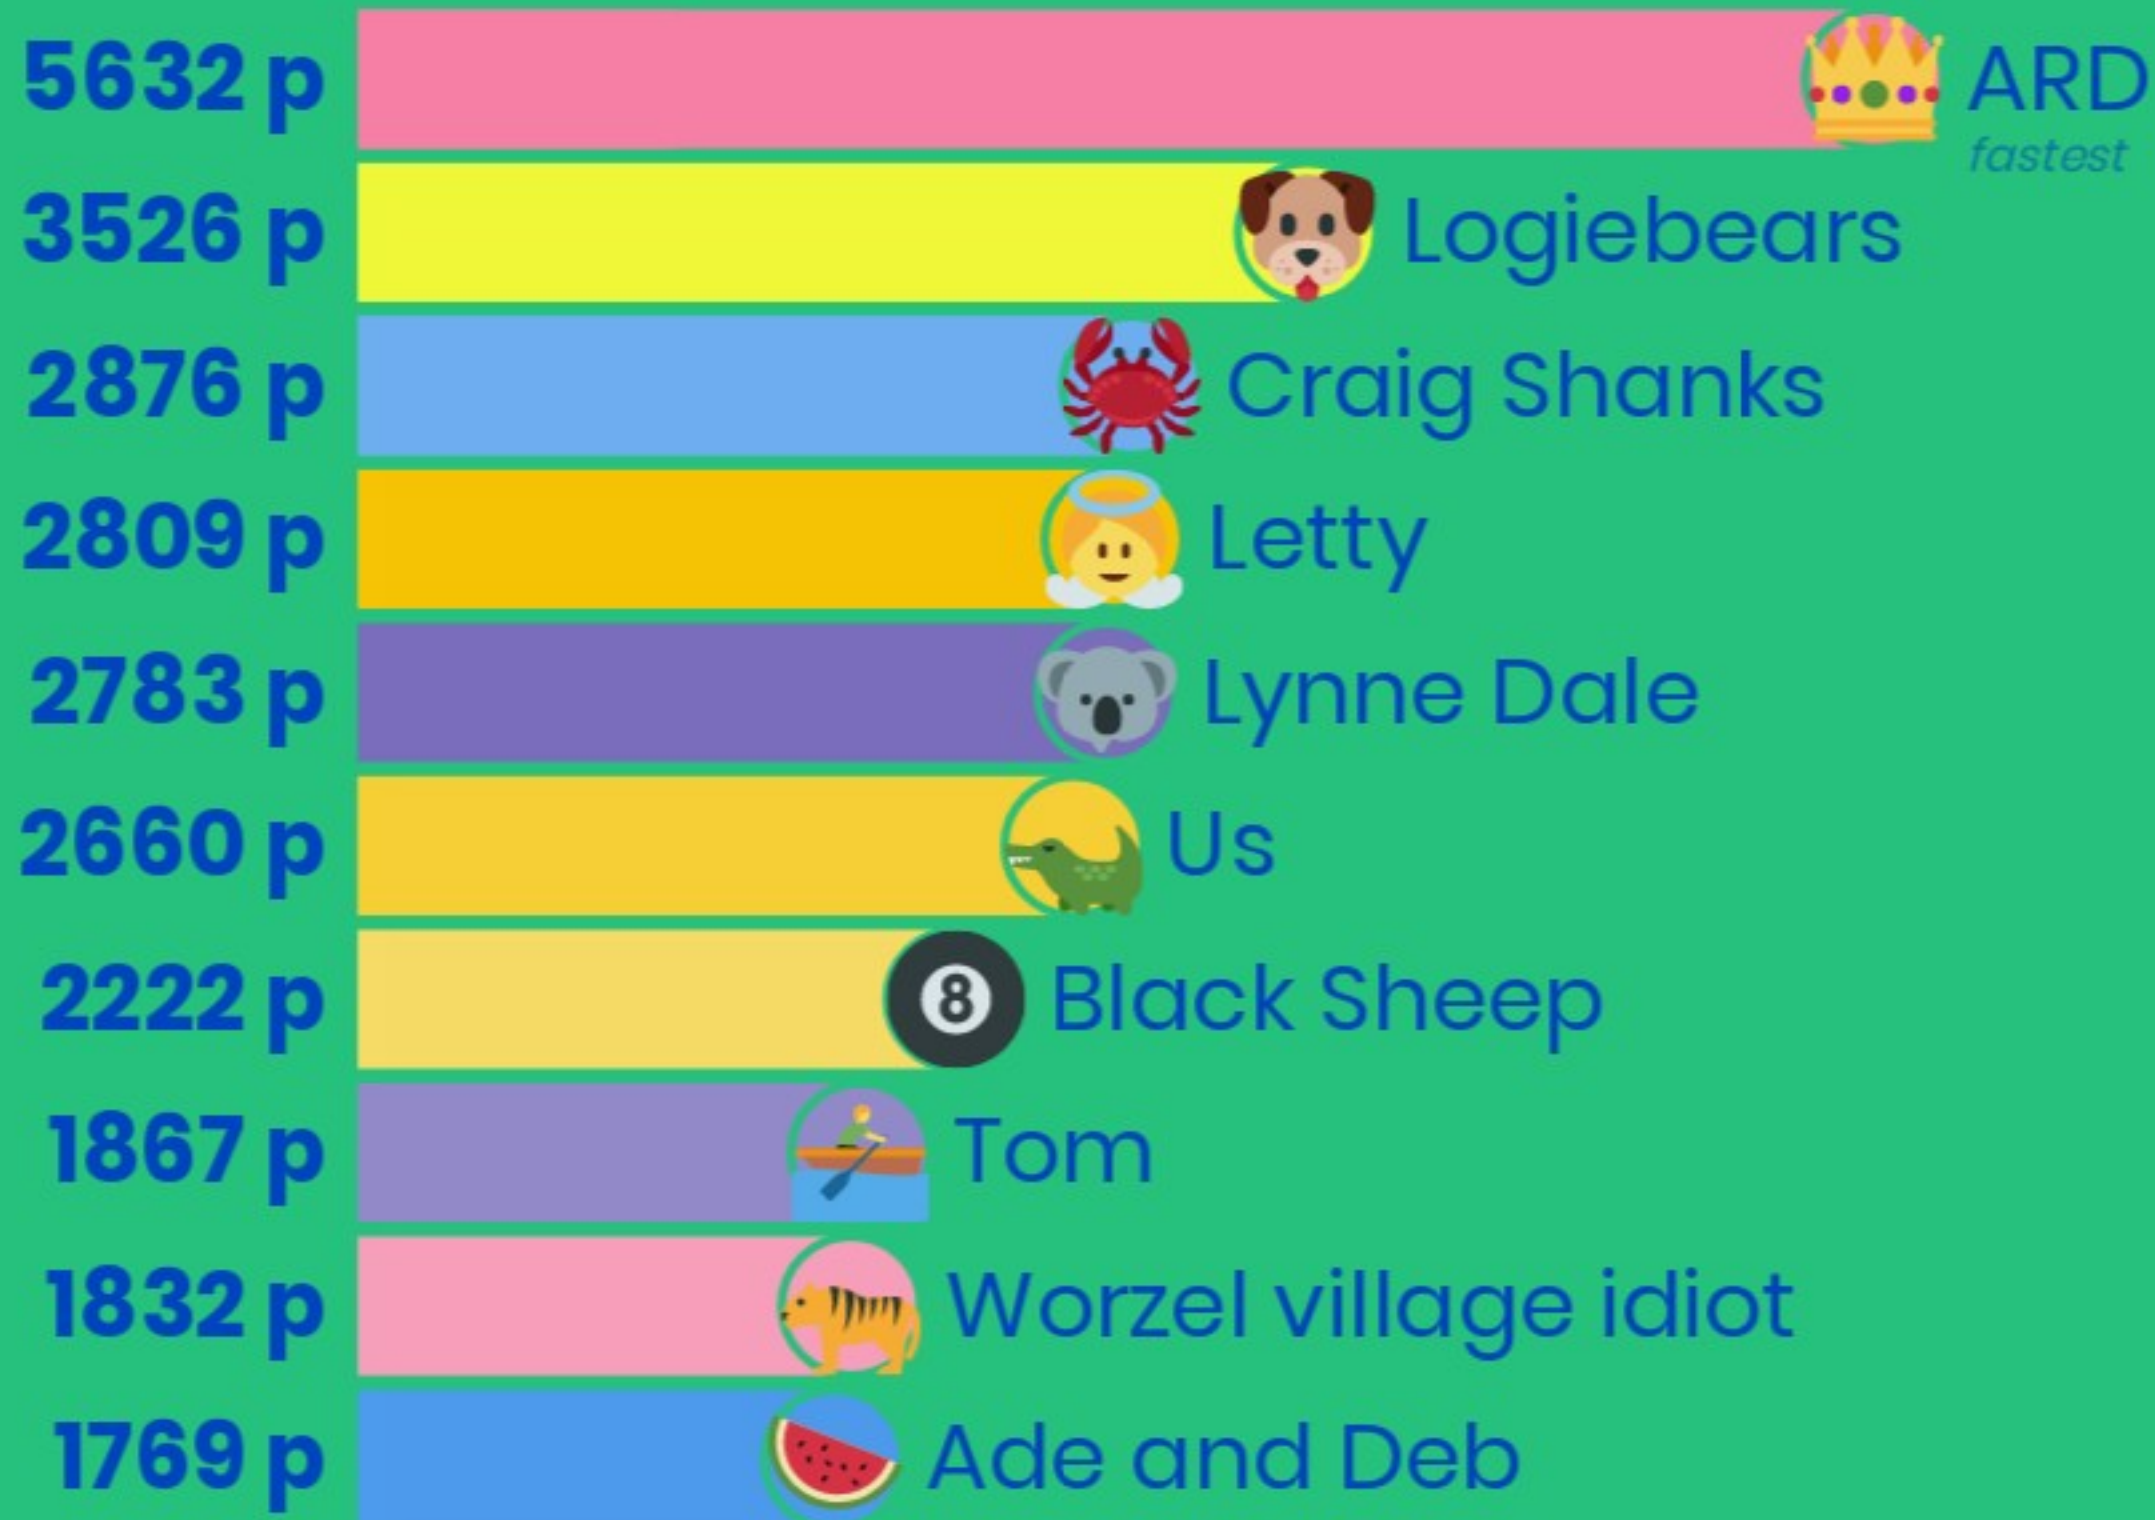 5632 p ARD
fastest
3526 p Logiebears
2876 p Craig Shanks
2809 p Letty
2783 p Lynne Dale
2660 p Us
2222 p 8 Black Sheep
1867 p Tom
1832 p Worzel village idiot
1769 p Ade and Deb